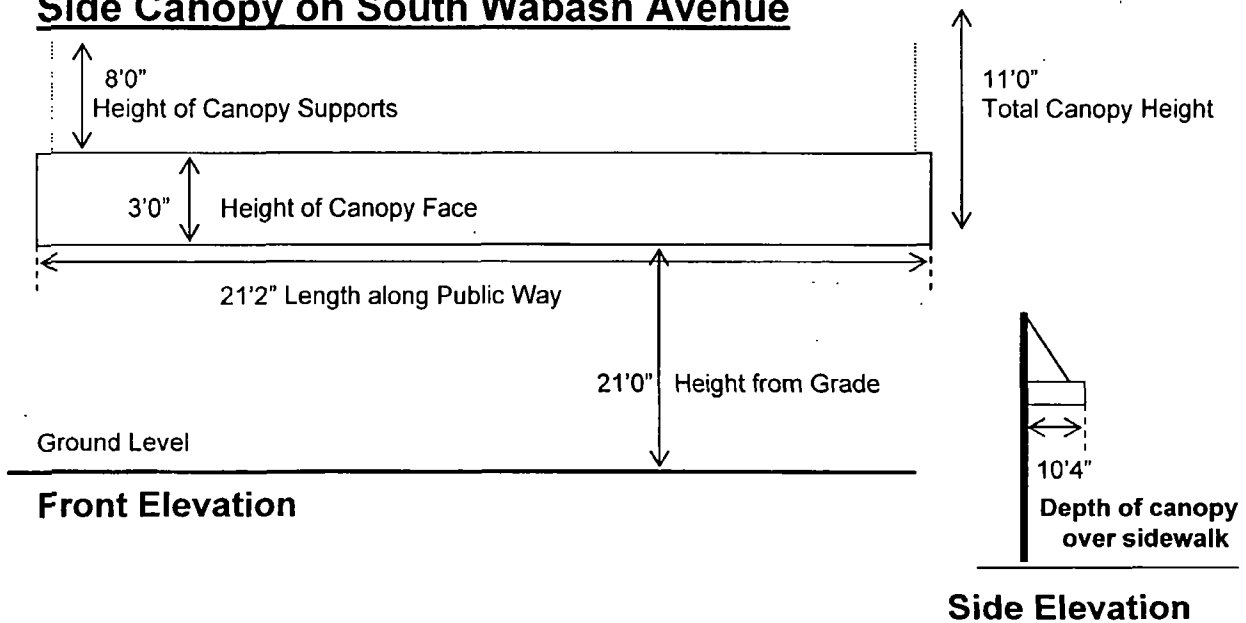 Side Canopy on South Wabash Avenue
8'0"
Height of Canopy Supports
11'0"
Total Canopy Height
3'0" Height of Canopy Face
21'2" Length along Public Way
21'0" Height from Grade
Ground Level
Front Elevation
10'4"
Depth of canopy
over sidewalk
Side Elevation